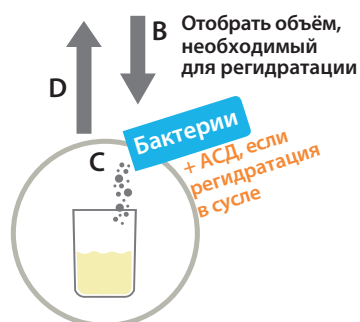 B
Отобрать объём,
необходимый
для регидратации
D
Бактерии
C
+ АСД, если
регидратация
в сусле